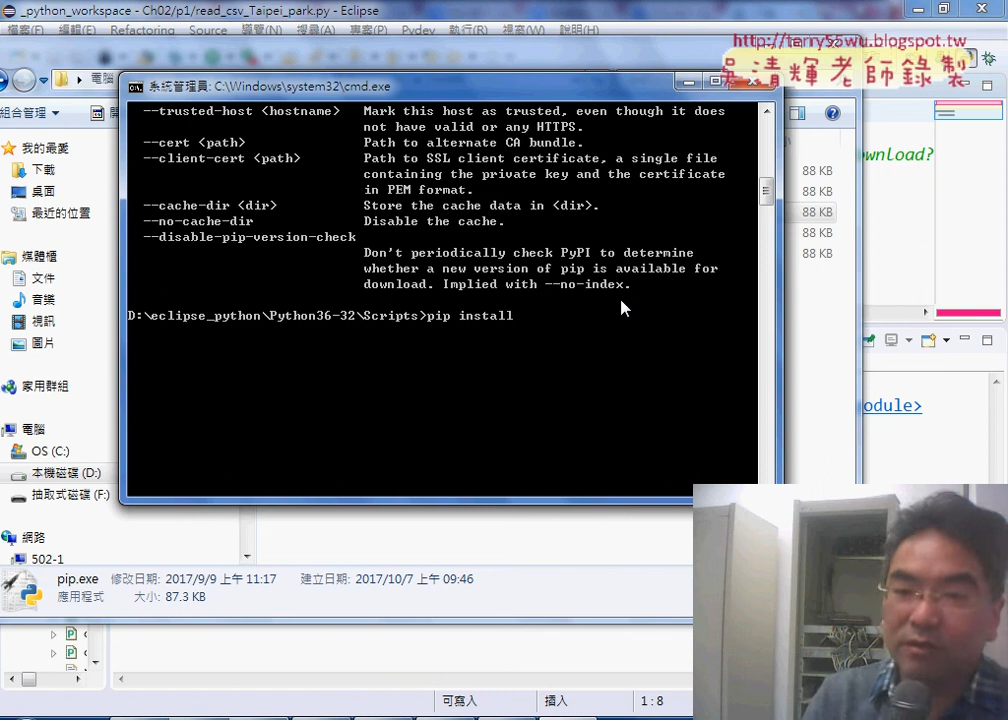 _python_workspace - Ch02/p1/read_csv_Taipei_park.py - Eclipse
檔案(F) 編輯(E) Refactoring Source 導覽(N) 搜尋(A) 專案(P) Pydev 執行(R) 視窗(W) 說明(H)
http://terry55wu.blogspot.tw
吳清輝老師錄製
電腦
系統管理員: C:\Windows\system32\cmd.exe
組合管理
--trusted-host <hostname> Mark this host as trusted, even though it does
not have valid or any HTTPS.
--cert <path> Path to alternate CA bundle.
--client-cert <path> Path to SSL client certificate, a single file
containing the private key and the certificate
in PEM format.
--cache-dir <dir> Store the cache data in <dir>.
--no-cache-dir Disable the cache.
--disable-pip-version-check
Don't periodically check PyPI to determine
whether a new version of pip is available for
download. Implied with --no-index.
D:\eclipse_python\Python36-32\Scripts>pip install
我的最愛
下載
桌面
最近的位置
媒體櫃
文件
音樂
視訊
圖片
家用群組
電腦
OS (C:)
本機磁碟 (D:)
抽取式磁碟 (F:)
網路
502-1
88 KB
88 KB
88 KB
88 KB
88 KB
wnload?
odule>
pip.exe 修改日期: 2017/9/9 上午 11:17 建立日期: 2017/10/7 上午 09:46
應用程式 大小: 87.3 KB
可寫入 插入 1:8